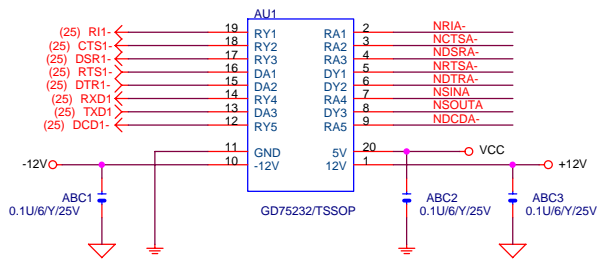 AU1
(25) RI1- 19 RY1 RA1 2 NRIA-
(25) CTS1- 18 RY2 RA2 3 NCTSA-
(25) DSR1- 17 RY3 RA3 4 NDSRA-
(25) RTS1- 16 DA1 DY1 5 NRTSA-
(25) DTR1- 15 DA2 DY2 6 NDTRA-
(25) RXD1 14 RY4 RA4 7 NSINA
(25) TXD1 13 DA3 DY3 8 NSOUTA
(25) DCD1- 12 RY5 RA5 9 NDCDA-
11 GND 5V 20 VCC
-12V 10 -12V 12V 1 +12V
ABC1 ABC2 ABC3
0.1U/6/Y/25V GD75232/TSSOP 0.1U/6/Y/25V 0.1U/6/Y/25V